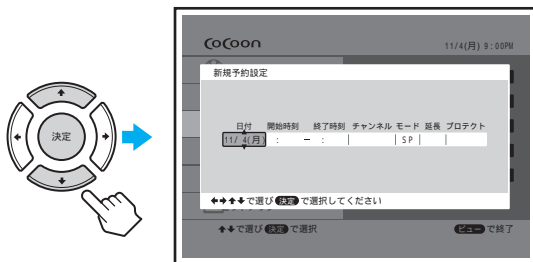 決定
CoCoon
11/4(月) 9:00PM
新規予約設定
日付 開始時刻 終了時刻 チャンネル モード 延長 プロテクト
11/ 4(月) : − : SP
←→↑↓で選び 決定 で選択してください
↑↓で選び 決定 で選択
ビュー で終了